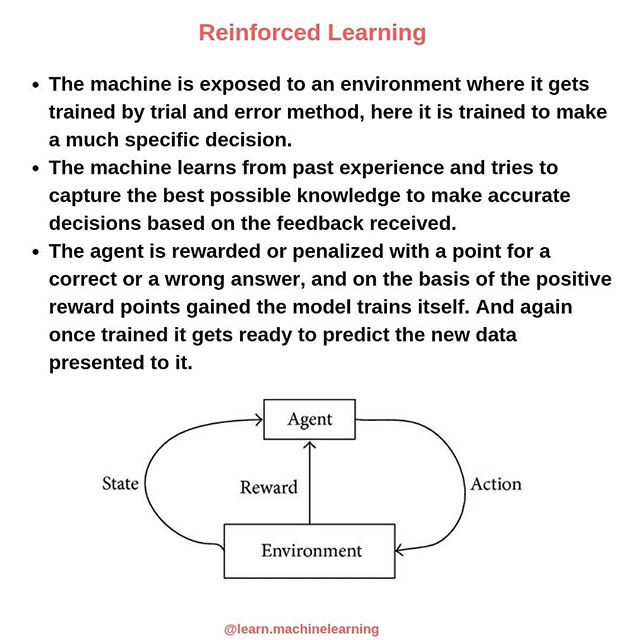 Reinforced Learning
• The machine is exposed to an environment where it gets
trained by trial and error method, here it is trained to make
a much specific decision.
• The machine learns from past experience and tries to
capture the best possible knowledge to make accurate
decisions based on the feedback received.
• The agent is rewarded or penalized with a point for a
correct or a wrong answer, and on the basis of the positive
reward points gained the model trains itself. And again
once trained it gets ready to predict the new data
presented to it.
Agent
State
Reward
Action
Environment
@learn.machinelearning